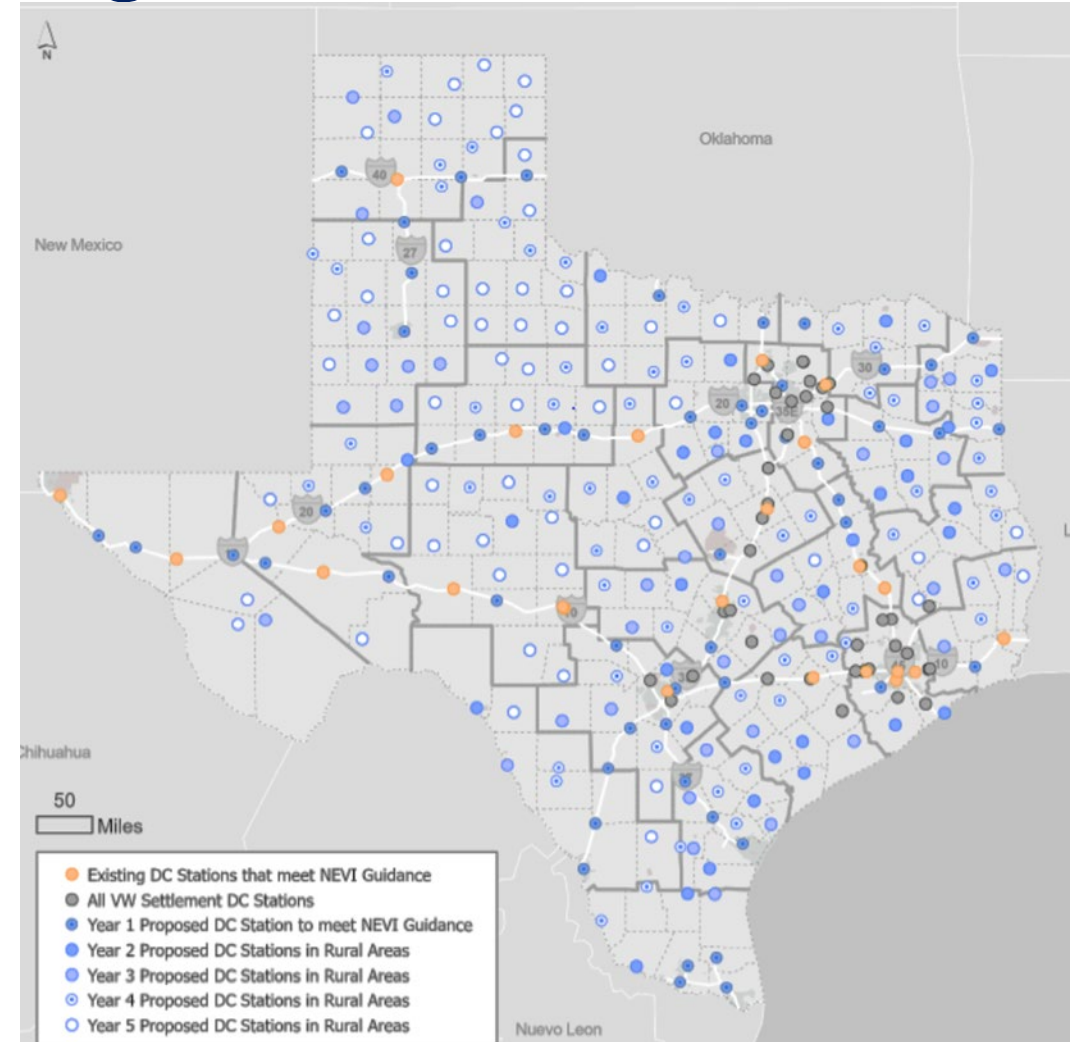 N
Oklahoma
40
New Mexico
27
30
20
35E
20
10
45
10
Chihuahua
50
Miles
Existing DC Stations that meet NEVI Guidance
All VW Settlement DC Stations
Year 1 Proposed DC Station to meet NEVI Guidance
Year 2 Proposed DC Stations in Rural Areas
Year 3 Proposed DC Stations in Rural Areas
Year 4 Proposed DC Stations in Rural Areas
Year 5 Proposed DC Stations in Rural Areas
Nuevo Leon